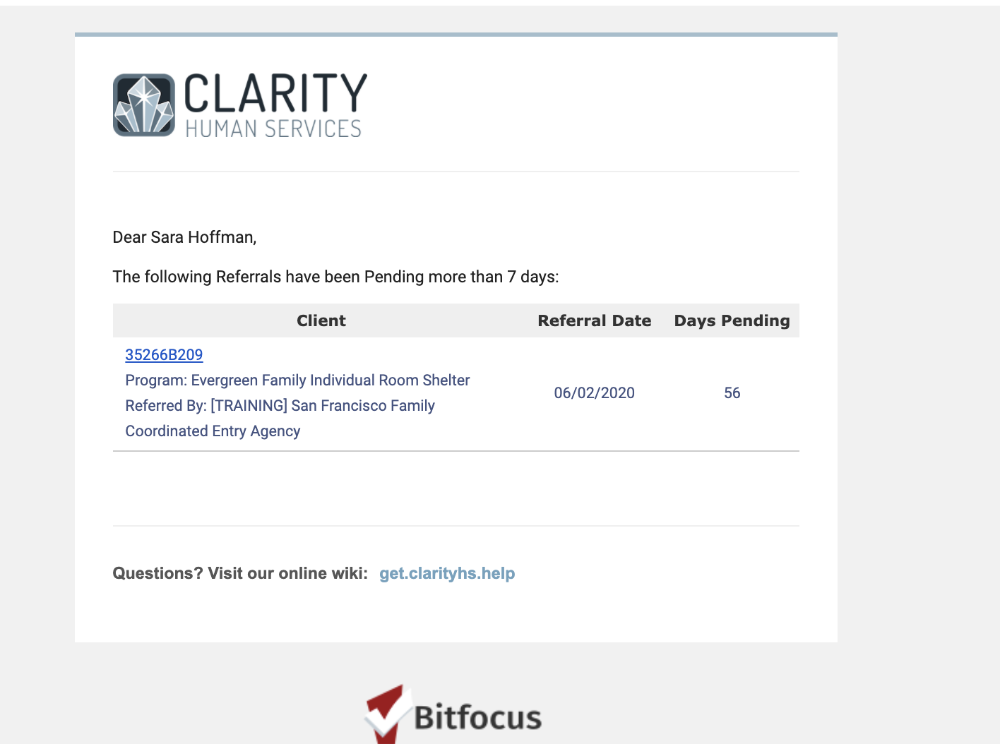 CLARITY
HUMAN SERVICES
Dear Sara Hoffman,
The following Referrals have been Pending more than 7 days:
Client Referral Date Days Pending
35266B209
Program: Evergreen Family Individual Room Shelter
Referred By: [TRAINING] San Francisco Family
Coordinated Entry Agency
06/02/2020 56
Questions? Visit our online wiki: get.clarityhs.help
Bitfocus